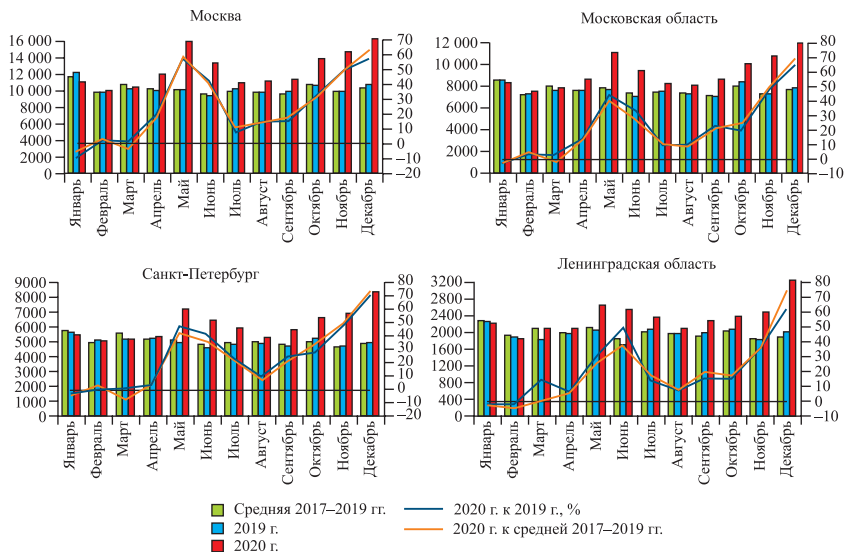 Москва
16 000
14 000
12 000
10 000
8000
6000
4000
2000
0
70
60
50
40
30
20
10
0
–10
–20
Январь
Февраль
Март
Апрель
Май
Июнь
Июль
Август
Сентябрь
Октябрь
Ноябрь
Декабрь
Московская область
12 000
10 000
8000
6000
4000
2000
0
80
70
60
50
40
30
20
10
0
–10
Январь
Февраль
Март
Апрель
Май
Июнь
Июль
Август
Сентябрь
Октябрь
Ноябрь
Декабрь
Санкт-Петербург
9000
8000
7000
6000
5000
4000
3000
2000
1000
0
80
70
60
50
40
30
20
10
0
–10
–20
Январь
Февраль
Март
Апрель
Май
Июнь
Июль
Август
Сентябрь
Октябрь
Ноябрь
Декабрь
Ленинградская область
3200
2800
2400
2000
1600
1200
800
400
0
80
70
60
50
40
30
20
10
0
–10
Январь
Февраль
Март
Апрель
Май
Июнь
Июль
Август
Сентябрь
Октябрь
Ноябрь
Декабрь
Средняя 2017–2019 гг.
2019 г.
2020 г.
2020 г. к 2019 г., %
2020 г. к средней 2017–2019 гг.